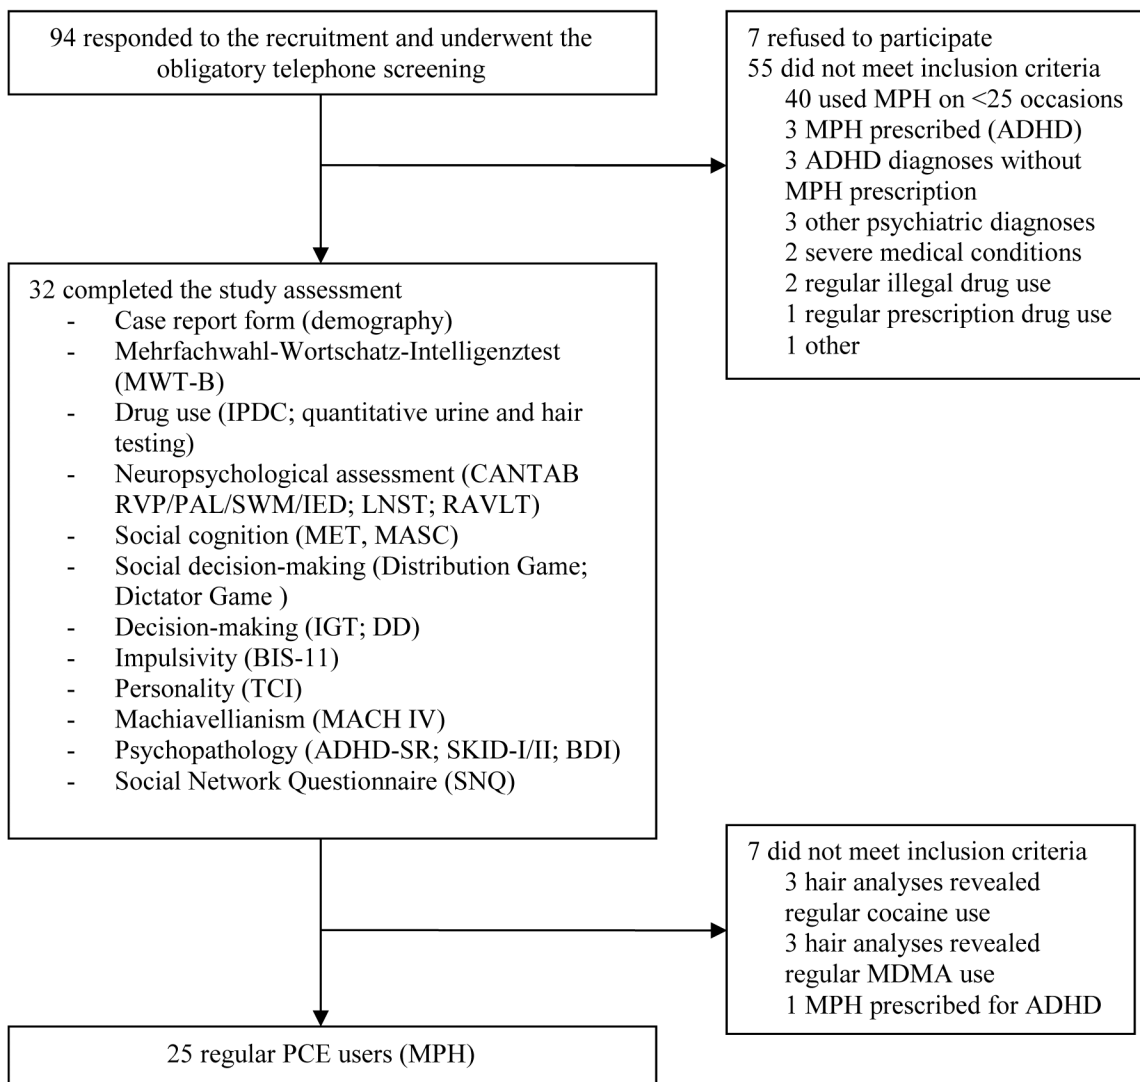 94 responded to the recruitment and underwent the
obligatory telephone screening
7 refused to participate
55 did not meet inclusion criteria
40 used MPH on <25 occasions
3 MPH prescribed (ADHD)
3 ADHD diagnoses without
MPH prescription
3 other psychiatric diagnoses
2 severe medical conditions
2 regular illegal drug use
1 regular prescription drug use
1 other
32 completed the study assessment
- Case report form (demography)
- Mehrfachwahl-Wortschatz-Intelligenztest
(MWT-B)
- Drug use (IPDC; quantitative urine and hair
testing)
- Neuropsychological assessment (CANTAB
RVP/PAL/SWM/IED; LNST; RAVLT)
- Social cognition (MET, MASC)
- Social decision-making (Distribution Game;
Dictator Game )
- Decision-making (IGT; DD)
- Impulsivity (BIS-11)
- Personality (TCI)
- Machiavellianism (MACH IV)
- Psychopathology (ADHD-SR; SKID-I/II; BDI)
- Social Network Questionnaire (SNQ)
7 did not meet inclusion criteria
3 hair analyses revealed
regular cocaine use
3 hair analyses revealed
regular MDMA use
1 MPH prescribed for ADHD
25 regular PCE users (MPH)